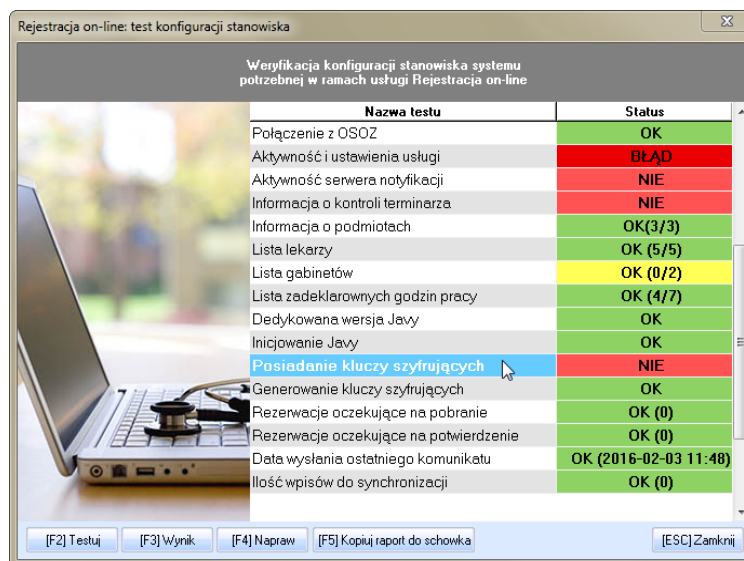 Rejestracja on-line: test konfiguracji stanowiska
Weryfikacja konfiguracji stanowiska systemu
potrzebnej w ramach usługi Rejestracja on-line
Nazwa testu Status
Połączenie z OSOZ OK
Aktywność i ustawienia usługi BŁĄD
Aktywność serwera notyfikacji NIE
Informacja o kontroli terminarza NIE
Informacja o podmiotach OK(3/3)
Lista lekarzy OK (5/5)
Lista gabinetów OK (0/2)
Lista zadeklarownych godzin pracy OK (4/7)
Dedykowana wersja Javy OK
Inicjowanie Javy OK
Posiadanie kluczy szyfrujących NIE
Generowanie kluczy szyfrujących OK
Rezerwacje oczekujące na pobranie OK (0)
Rezerwacje oczekujące na potwierdzenie OK (0)
Data wysłania ostatniego komunikatu OK (2016-02-03 11:48)
Ilość wpisów do synchronizacji OK (0)
[F2] Testuj [F3] Wynik [F4] Napraw [F5] Kopiuj raport do schowka [ESC] Zamknij